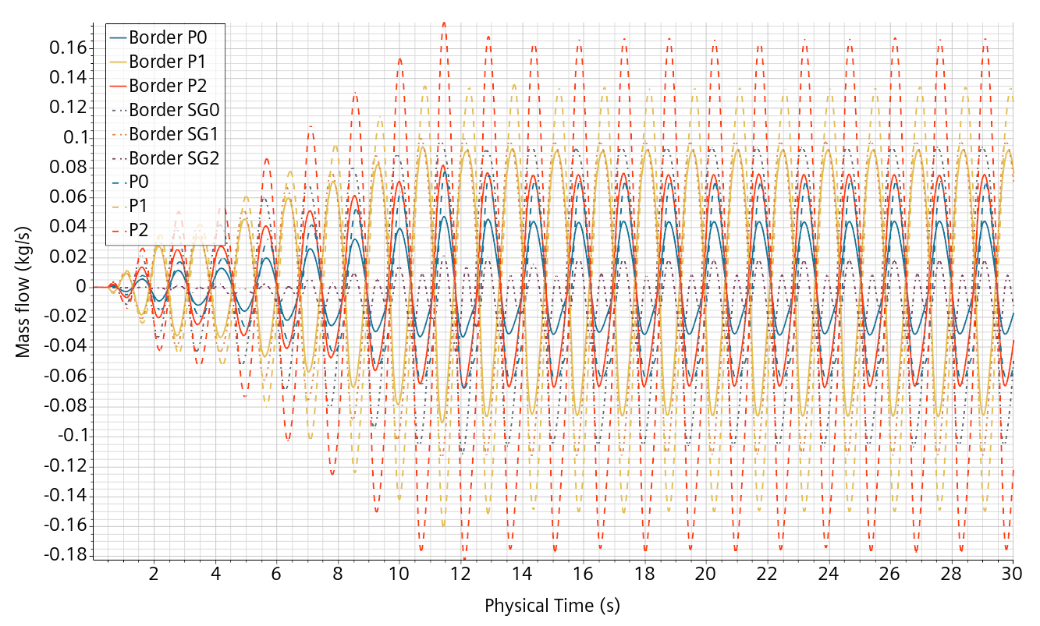 Border P0
Border P1
Border P2
Border SG0
Border SG1
Border SG2
P0
P1
P2
0.16
0.14
0.12
0.1
0.08
0.06
0.04
0.02
0
-0.02
-0.04
-0.06
-0.08
-0.1
-0.12
-0.14
-0.16
-0.18
Mass flow (kg/s)
2 4 6 8 10 12 14 16 18 20 22 24 26 28 30
Physical Time (s)